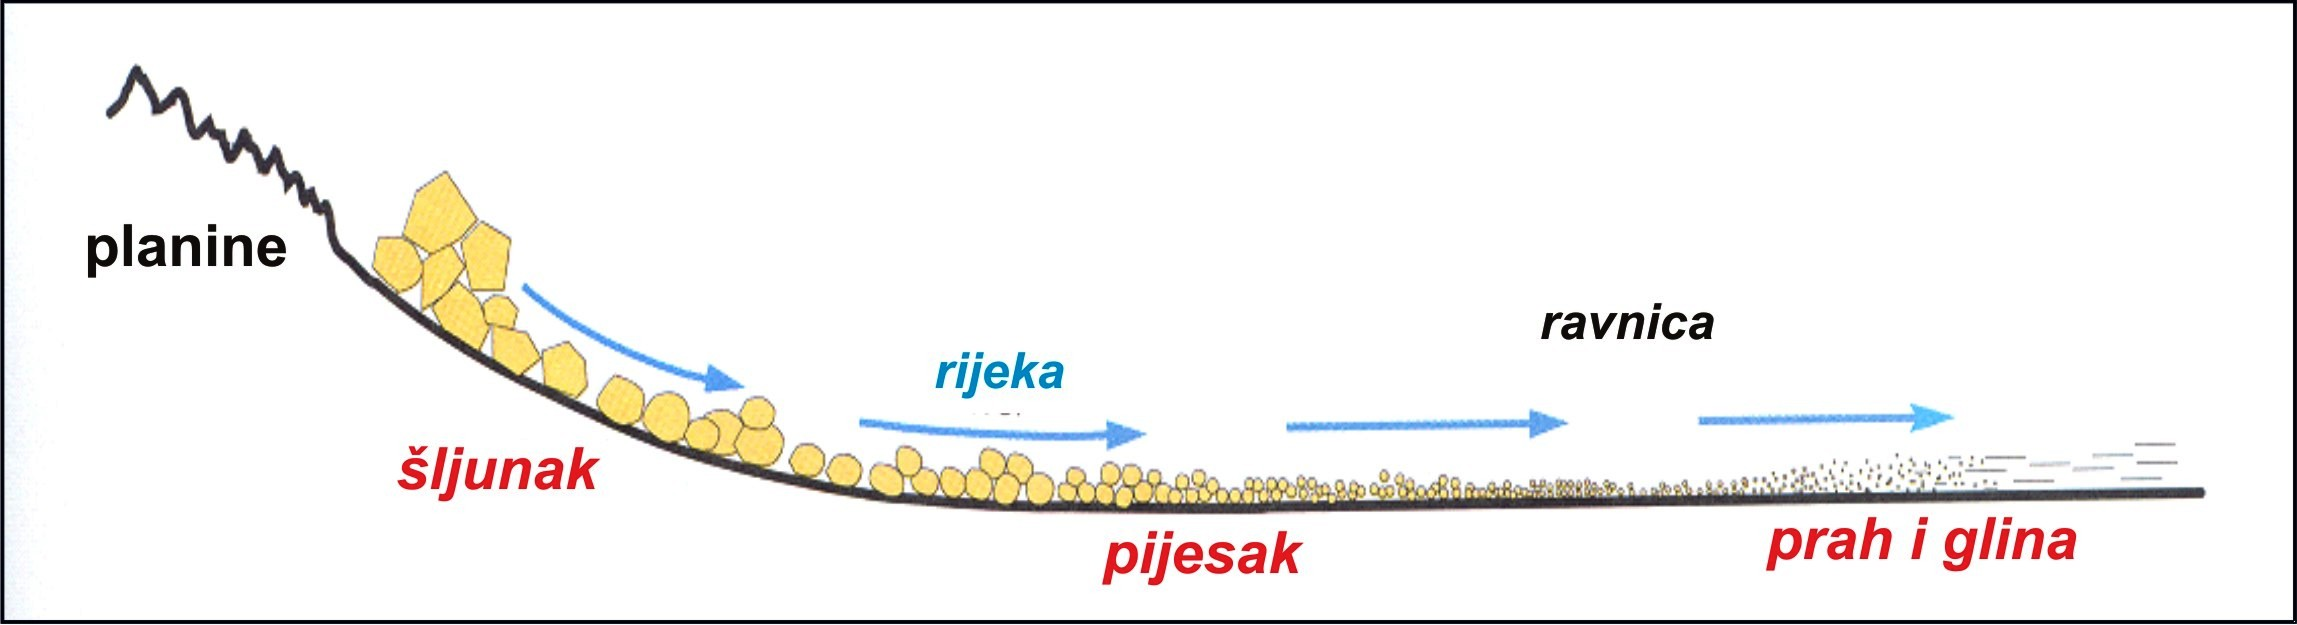 planine
ravnica
rijeka
šljunak
pijesak
prah i glina